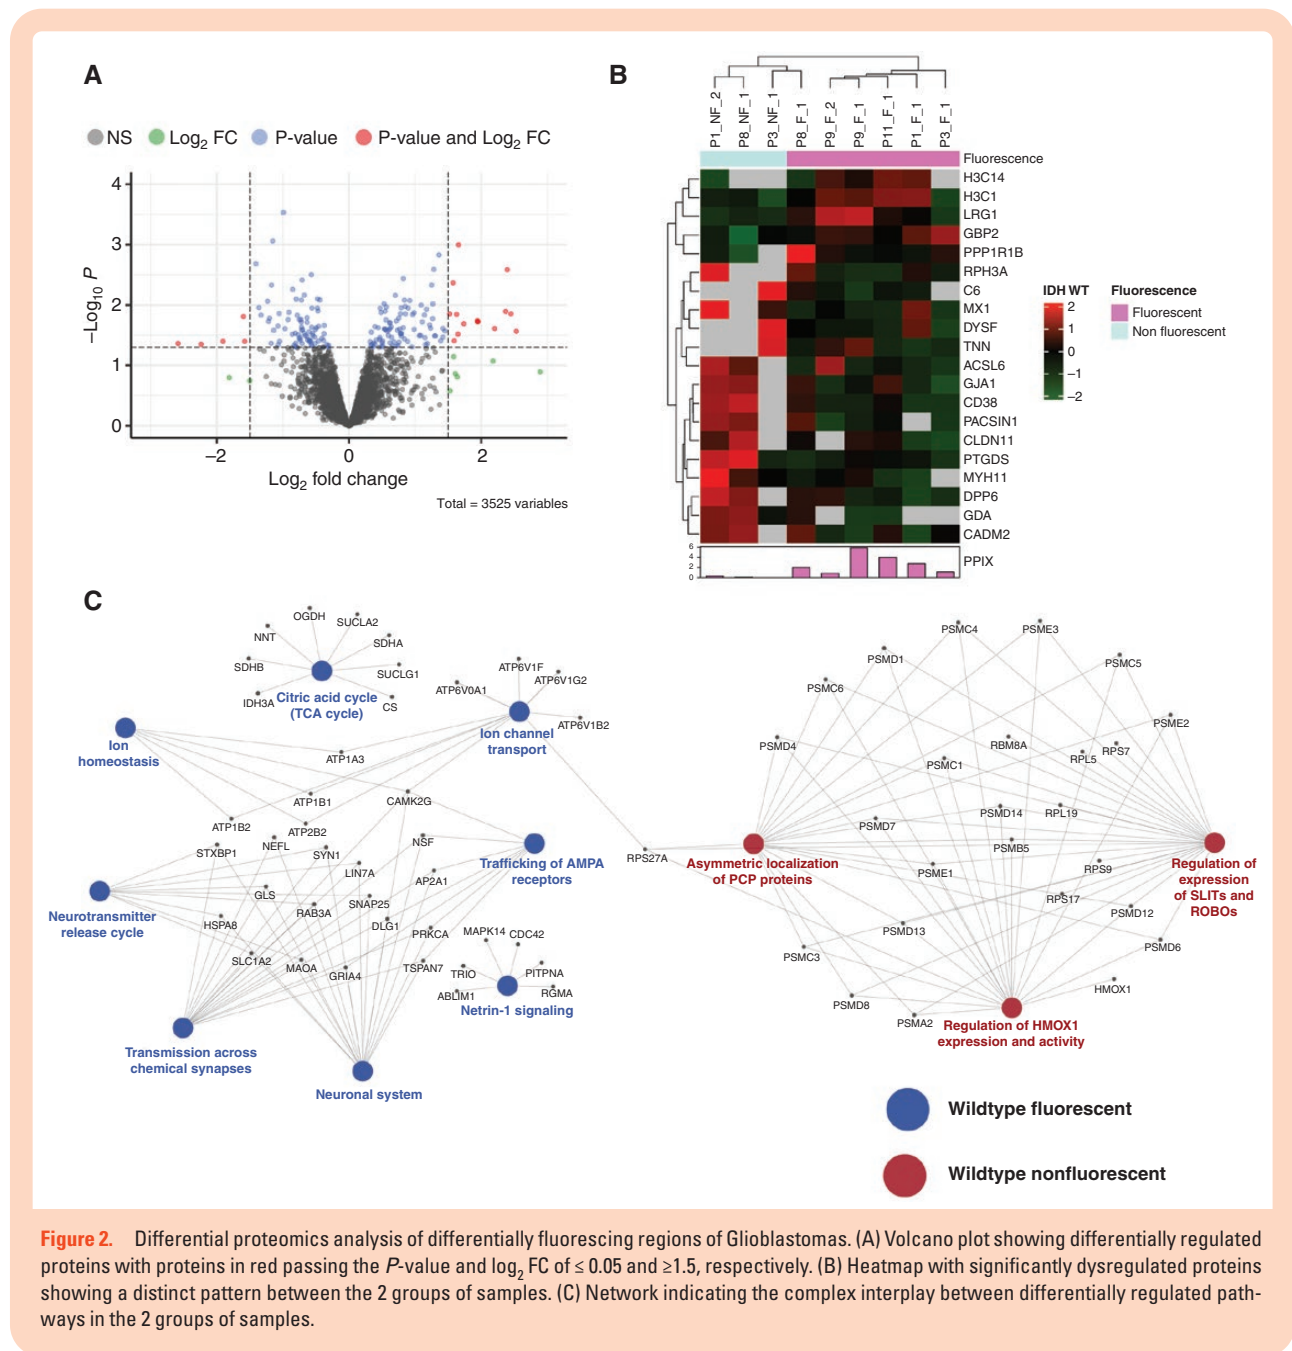 A
NS Log2 FC P-value P-value and Log2 FC
–Log10 P
4
3
2
1
0
–2 0 2
Log2 fold change
Total = 3525 variables
B
P1_NF_2
P8_NF_1
P3_NF_1
P8_F_1
P9_F_2
P9_F_1
P11_F_1
P1_F_1
P3_F_1
Fluorescence
H3C14
H3C1
LRG1
GBP2
PPP1R1B
RPH3A
C6
MX1
DYSF
TNN
ACSL6
GJA1
CD38
PACSIN1
CLDN11
PTGDS
MYH11
DPP6
GDA
CADM2
6
4
2
0
PPIX
IDH WT
2
1
0
–1
–2
Fluorescence
Fluorescent
Non fluorescent
C
OGDH
SUCLA2
NNT
SDHA
SDHB
SUCLG1
IDH3A
CS
Citric acid cycle
(TCA cycle)
ATP6V1F
ATP6V1G2
ATP6V0A1
ATP6V1B2
Ion channel
transport
Ion
homeostasis
ATP1A3
ATP1B1
CAMK2G
ATP1B2
ATP2B2
NSF
STXBP1
NEFL
SYN1
LIN7A
AP2A1
Trafficking of AMPA
receptors
RPS27A
GLS
SNAP25
RAB3A
Neurotransmitter
release cycle
HSPA8
DLG1
PRKCA
MAPK14
CDC42
SLC1A2
MAOA
GRIA4
TSPAN7
TRIO
PITPNA
ABLIM1
RGMA
Netrin-1 signaling
Transmission across
chemical synapses
Neuronal system
PSMC4
PSME3
PSMD1
PSMC5
PSMC6
PSME2
PSMD4
RBM8A
RPS7
RPL5
PSMC1
PSMD14
RPL19
PSMD7
PSMB5
Asymmetric localization
of PCP proteins
PSME1
RPS9
Regulation of
expression
of SLITs and
ROBOs
RPS17
PSMD12
PSMD13
PSMD6
PSMC3
HMOX1
PSMD8
PSMA2
Regulation of HMOX1
expression and activity
Wildtype fluorescent
Wildtype nonfluorescent
Figure 2. Differential proteomics analysis of differentially fluorescing regions of Glioblastomas. (A) Volcano plot showing differentially regulated
proteins with proteins in red passing the P-value and log2 FC of ≤ 0.05 and ≥1.5, respectively. (B) Heatmap with significantly dysregulated proteins
showing a distinct pattern between the 2 groups of samples. (C) Network indicating the complex interplay between differentially regulated path-
ways in the 2 groups of samples.